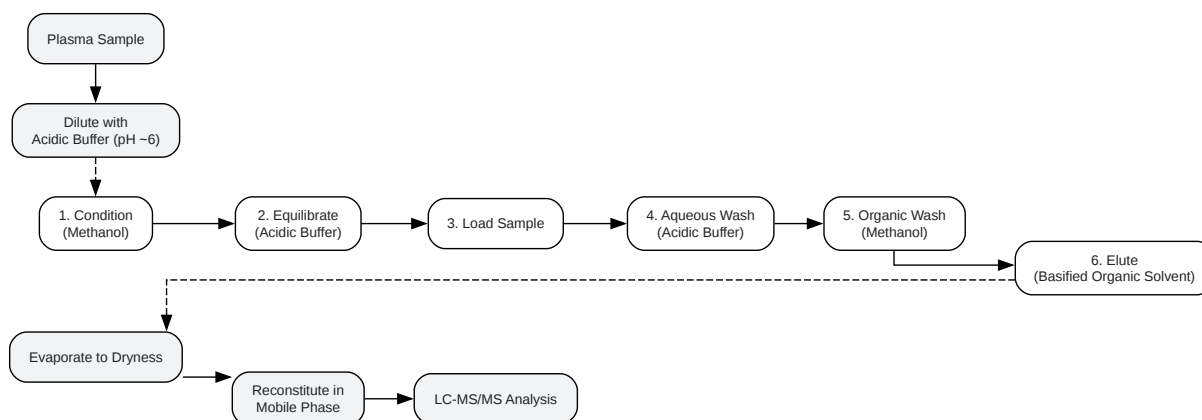 Plasma Sample
Dilute with
Acidic Buffer (pH ~6)
1. Condition
(Methanol)
2. Equilibrate
(Acidic Buffer)
3. Load Sample
4. Aqueous Wash
(Acidic Buffer)
5. Organic Wash
(Methanol)
6. Elute
(Basified Organic Solvent)
Evaporate to Dryness
Reconstitute in
Mobile Phase
LC-MS/MS Analysis